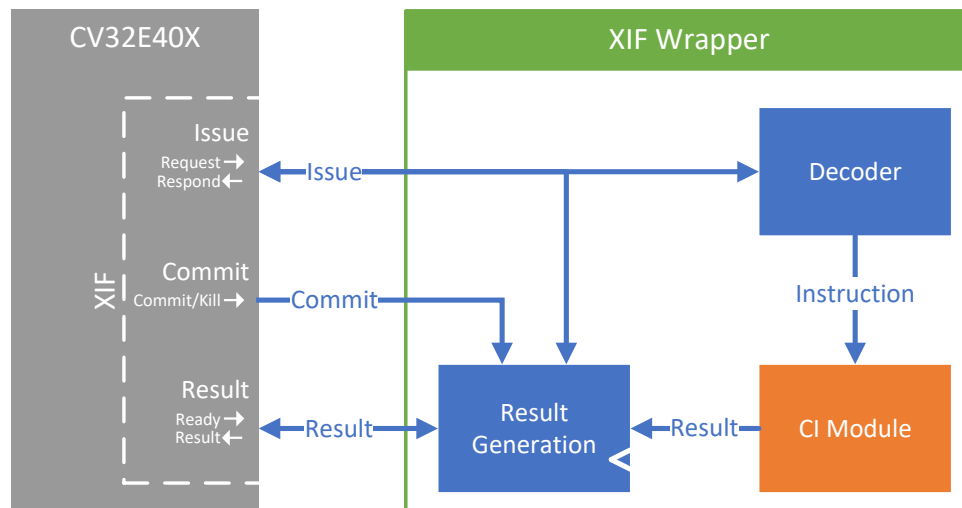 CV32E40X
XIF Wrapper
XIF
Issue
Request
Respond
Issue
Decoder
Commit
Commit/Kill
Commit
Instruction
Result
Ready
Result
Result
Result
Generation
Result
CI Module